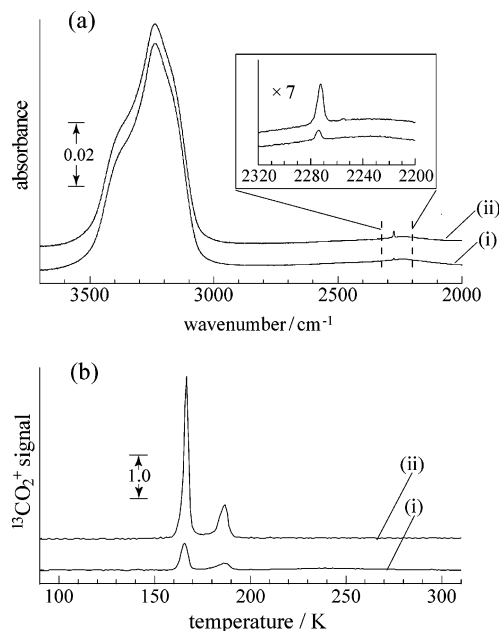 (a)
absorbance
0.02
× 7
2320 2280 2240 2200
(ii)
(i)
3500 3000 2500 2000
wavenumber / cm⁻¹
(b)
¹³CO₂⁺ signal
1.0
(ii)
(i)
100 150 200 250 300
temperature / K